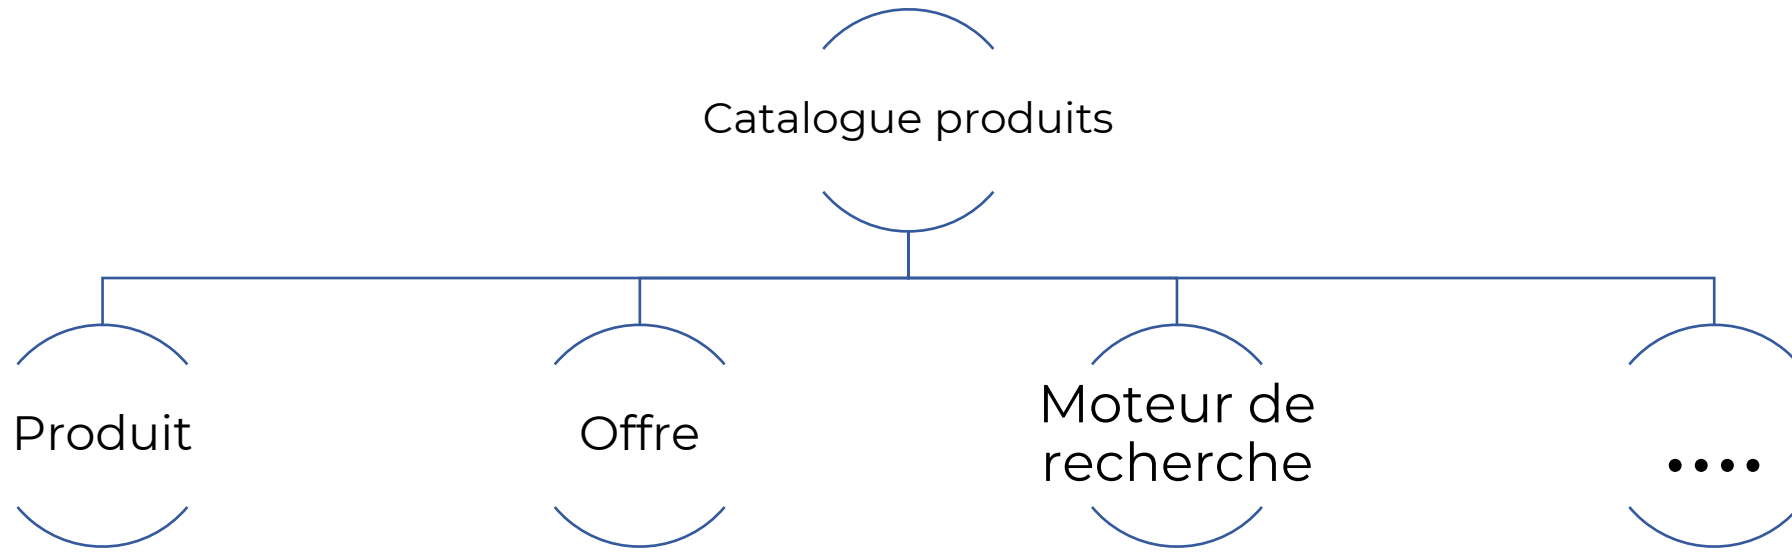 Catalogue produits
Produit
Offre
Moteur de
recherche
....